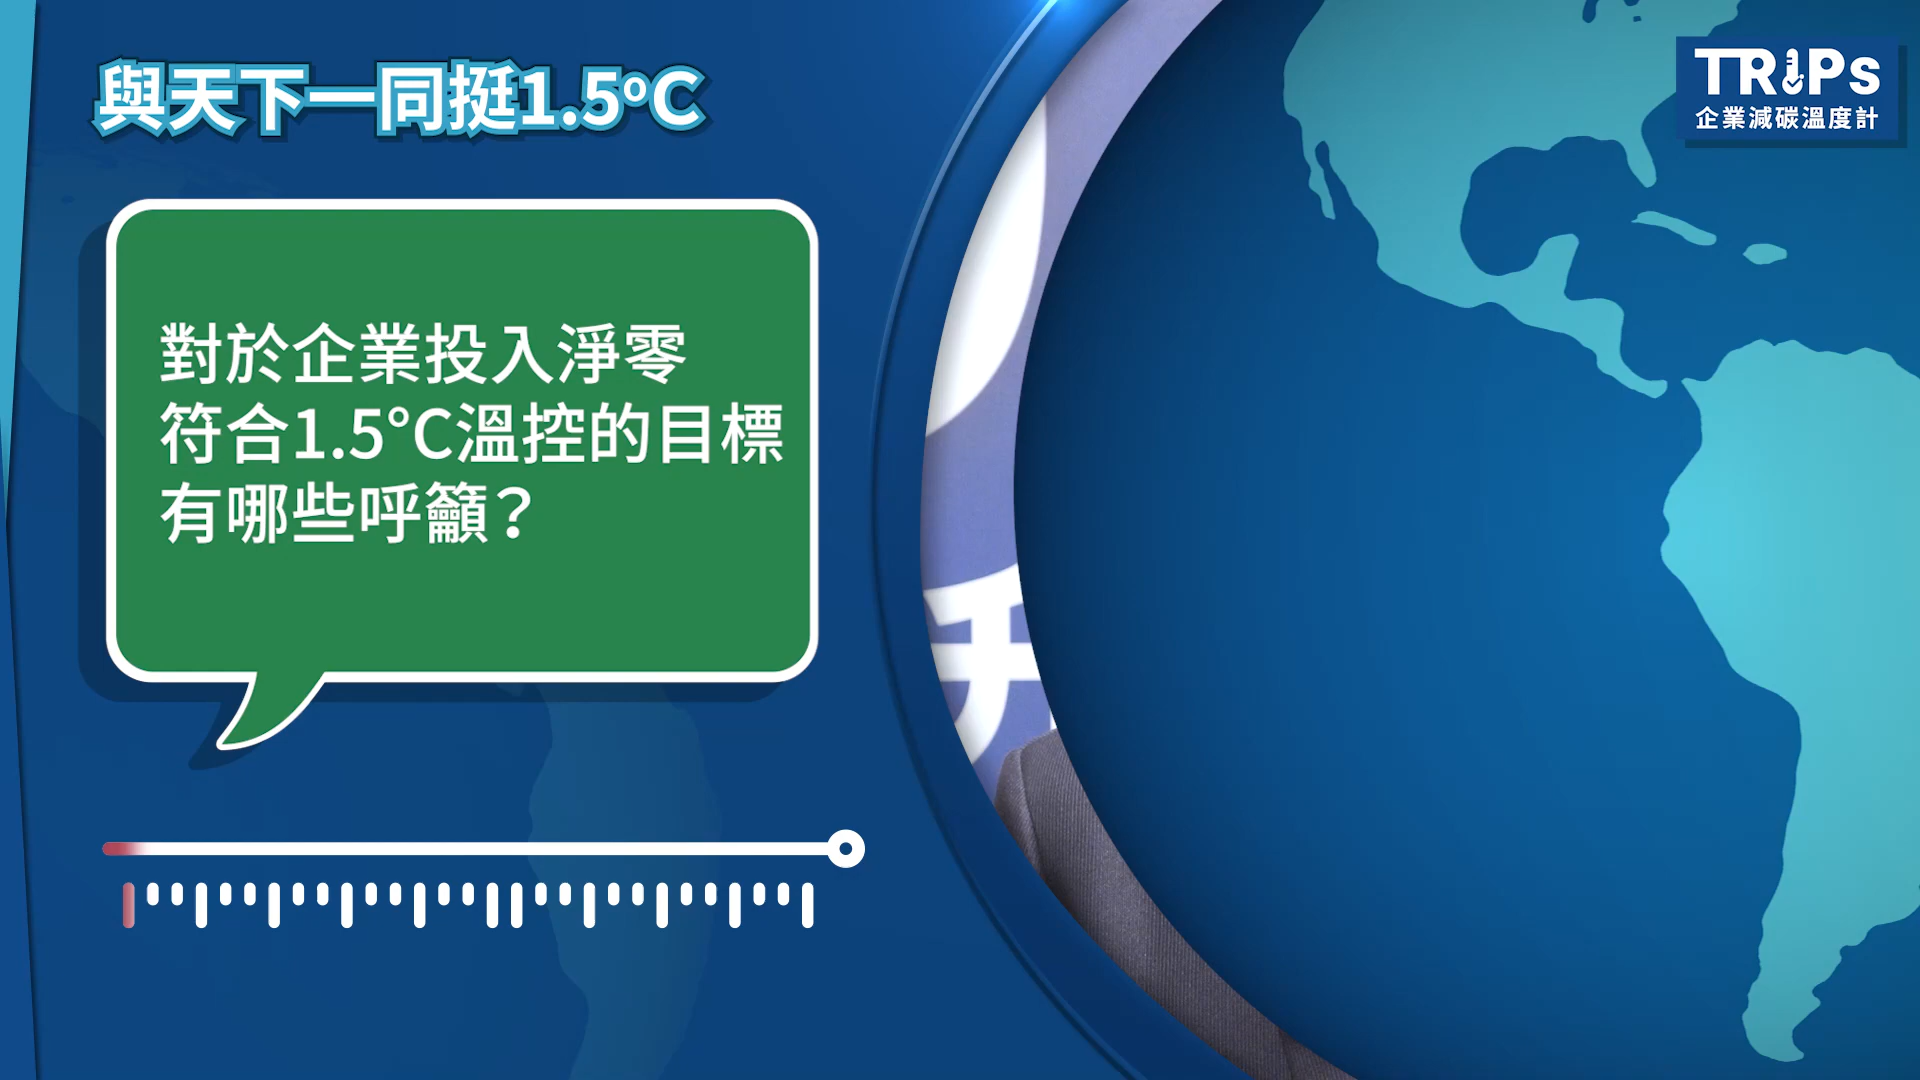 與天下一同挺1.5ºC
TRiPs
企業減碳溫度計
對於企業投入淨零
符合1.5°C溫控的目標
有哪些呼籲？